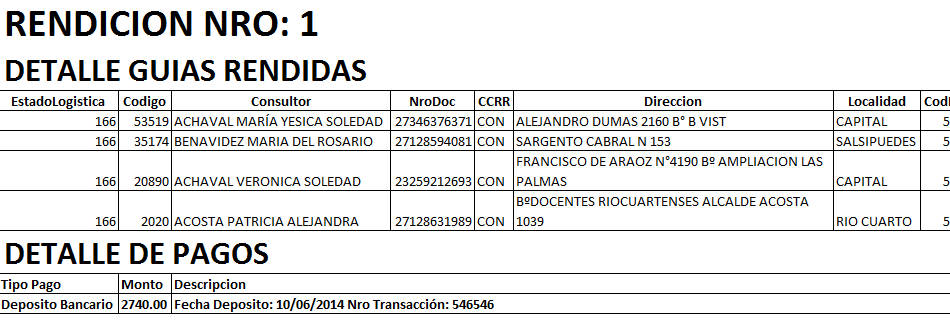 RENDICION NRO: 1
DETALLE GUIAS RENDIDAS
EstadoLogistica Codigo Consultor NroDoc CCRR Direccion Localidad Cod
166 53519 ACHAVAL MARÍA YESICA SOLEDAD 27346376371 CON ALEJANDRO DUMAS 2160 B° B VIST CAPITAL 5
166 35174 BENAVIDEZ MARIA DEL ROSARIO 27128594081 CON SARGENTO CABRAL N 153 SALSIPUEDES 5
FRANCISCO DE ARAOZ N°4190 Bº AMPLIACION LAS
166 20890 ACHAVAL VERONICA SOLEDAD 23259212693 CON PALMAS CAPITAL 5
BºDOCENTES RIOCUARTENSES ALCALDE ACOSTA
166 2020 ACOSTA PATRICIA ALEJANDRA 27128631989 CON 1039 RIO CUARTO 5
DETALLE DE PAGOS
Tipo Pago Monto Descripcion
Deposito Bancario 2740.00 Fecha Deposito: 10/06/2014 Nro Transacción: 546546